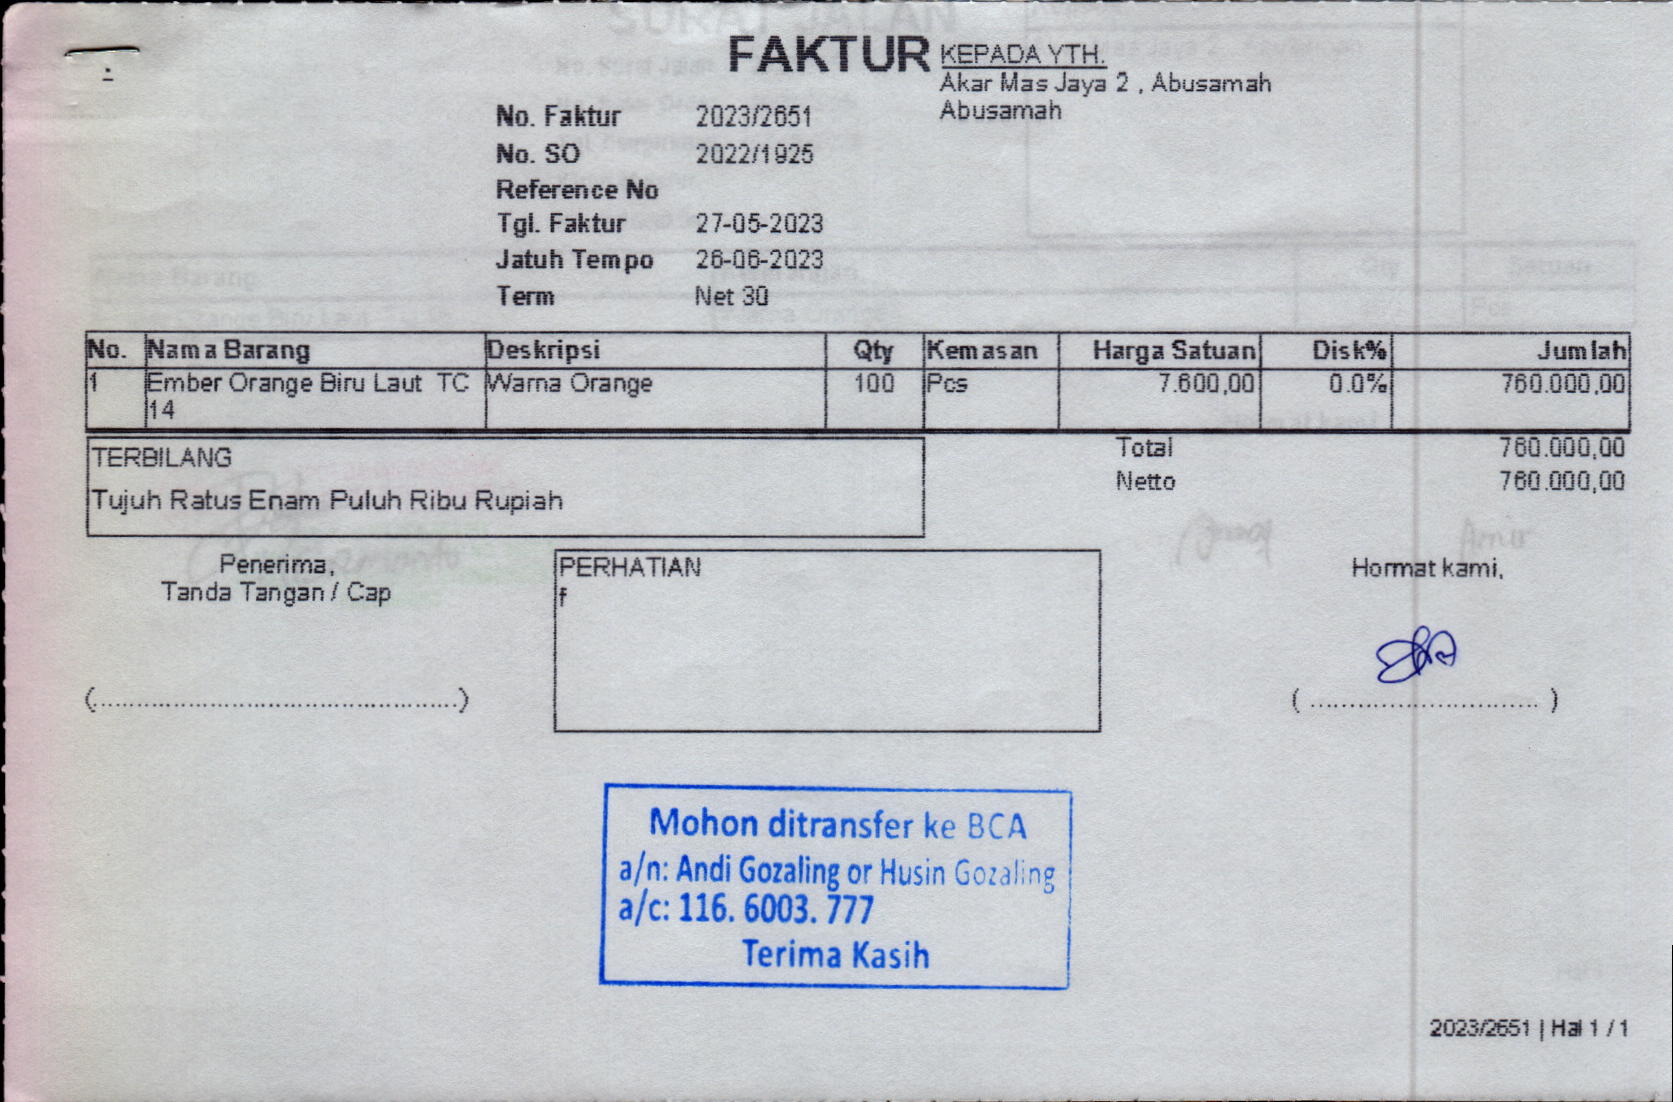 FAKTUR
KEPADA YTH.
Akar Mas Jaya 2 , Abusamah
Abusamah
No. Faktur 2023/2651
No. SO 2022/1925
Reference No
Tgl. Faktur 27-05-2023
Jatuh Tempo 26-06-2023
Term Net 30
No. Nama Barang Deskripsi Qty Kemasan Harga Satuan Disk% Jumlah
1 Ember Orange Biru Laut TC Warna Orange 100 Pcs 7.600,00 0.0% 760.000,00
14
Total 760.000,00
Netto 760.000,00
TERBILANG
Tujuh Ratus Enam Puluh Ribu Rupiah
Penerima,
Tanda Tangan / Cap
(................................................)
PERHATIAN
f
Hormat kami,
( ............................. )
Mohon ditransfer ke BCA
a/n: Andi Gozaling or Husin Gozaling
a/c: 116. 6003. 777
Terima Kasih
2023/2651 | Hal 1 / 1